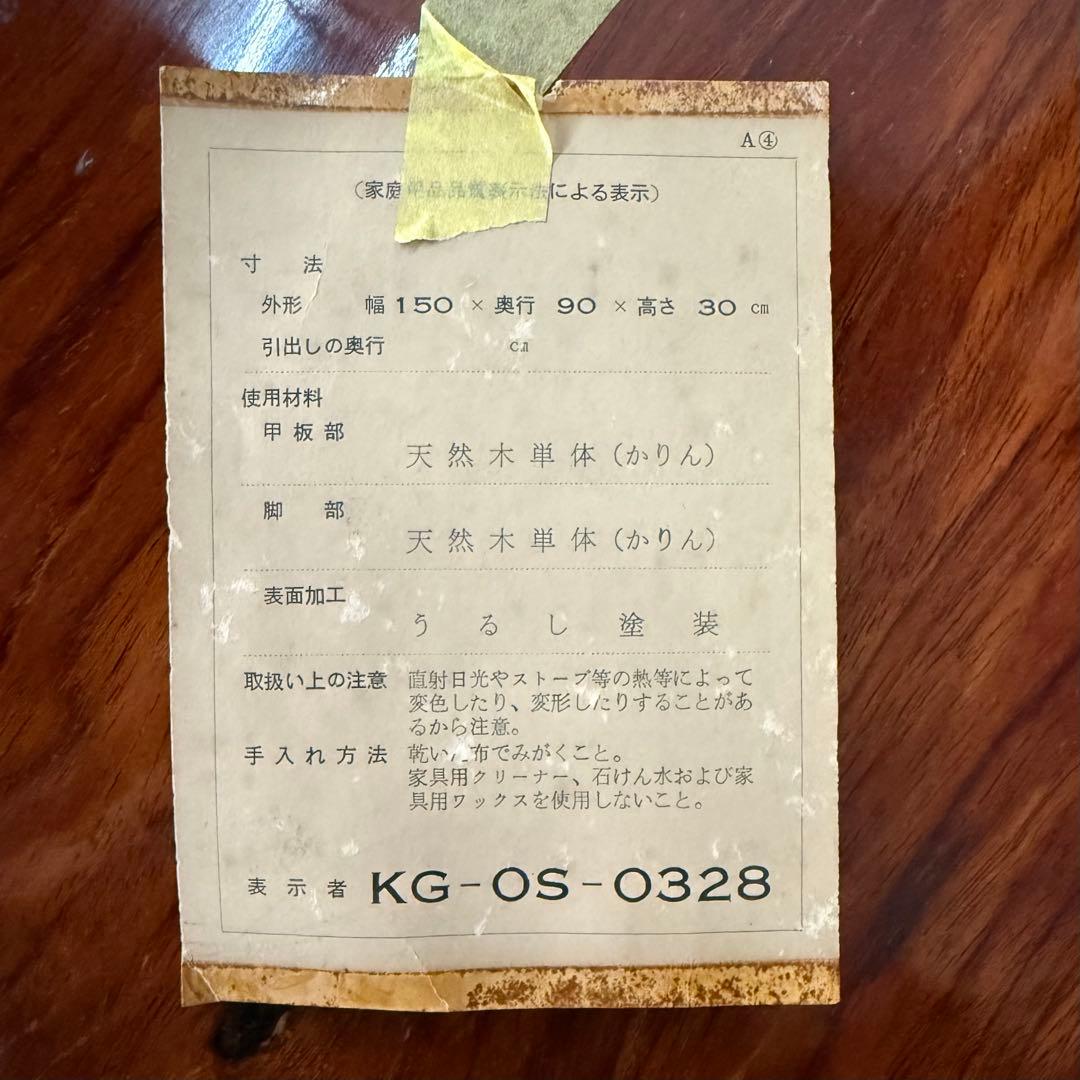 A④
(家庭用品品質表示法による表示)
寸 法
外形 幅 150 × 奥行 90 × 高さ 30 cm
引出しの奥行 cm
使用材料
甲板部
天然木単体(かりん)
脚 部
天然木単体(かりん)
表面加工
うるし塗装
取扱い上の注意 直射日光やストーブ等の熱等によって
変色したり、変形したりすることがあ
るから注意。
手入れ方法 乾いた布でみがくこと。
家具用クリーナー、石けん水および家
具用ワックスを使用しないこと。
表示者 KG-OS-0328